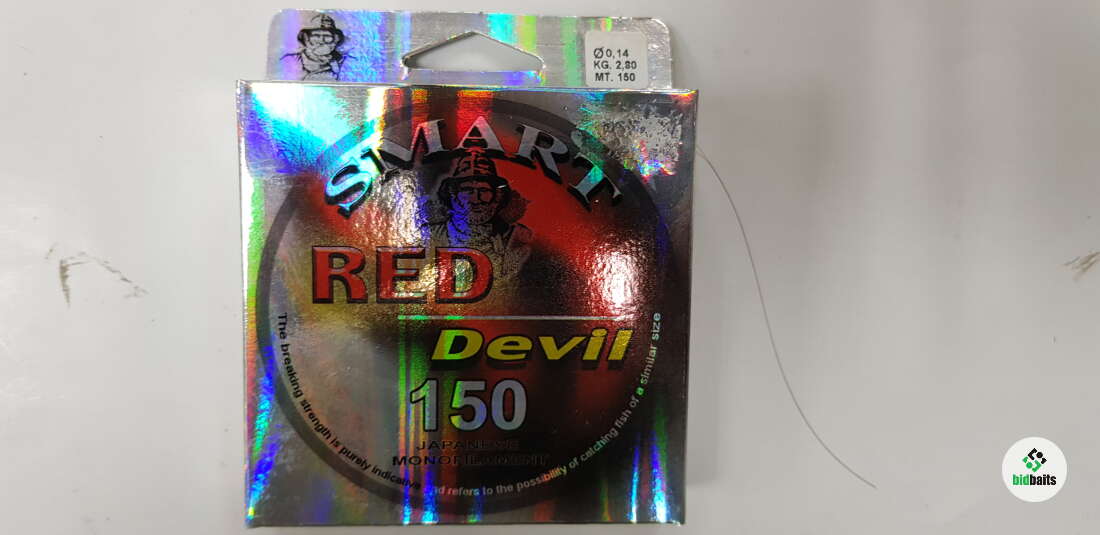 Ø 0,14
KG. 2,80
MT. 150
SMART
RED
Devil
150
JAPANESE
MONOFILAMENT
The breaking strength is purely indicative and refers to the possibility of catching fish of a similar size
bidbaits